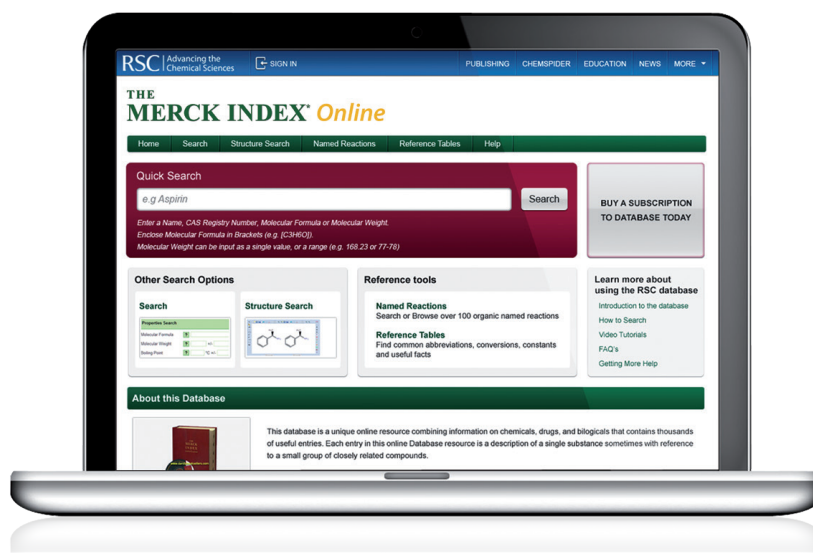 RSC | Advancing the
Chemical Sciences
SIGN IN
PUBLISHING CHEMSPIDER EDUCATION NEWS MORE
THE
MERCK INDEX® Online
Home Search Structure Search Named Reactions Reference Tables Help
Quick Search
e.g Aspirin
Search
Enter a Name, CAS Registry Number, Molecular Formula or Molecular Weight.
Enclose Molecular Formula in Brackets (e.g. [C3H6O]).
Molecular Weight can be input as a single value, or a range (e.g. 168.23 or 77-78)
BUY A SUBSCRIPTION
TO DATABASE TODAY
Other Search Options
Search
Properties Search
Molecular Formula
Molecular Weight
Boiling Point
°C +/-
Structure Search
Reference tools
Named Reactions
Search or Browse over 100 organic named reactions
Reference Tables
Find common abbreviations, conversions, constants
and useful facts
Learn more about
using the RSC database
Introduction to the database
How to Search
Video Tutorials
FAQ's
Getting More Help
About this Database
THE
MERCK
INDEX
This database is a unique online resource combining information on chemicals, drugs, and bilogicals that contains thousands
of useful entries. Each entry in this online Database resource is a description of a single substance sometimes with reference
to a small group of closely related compounds.